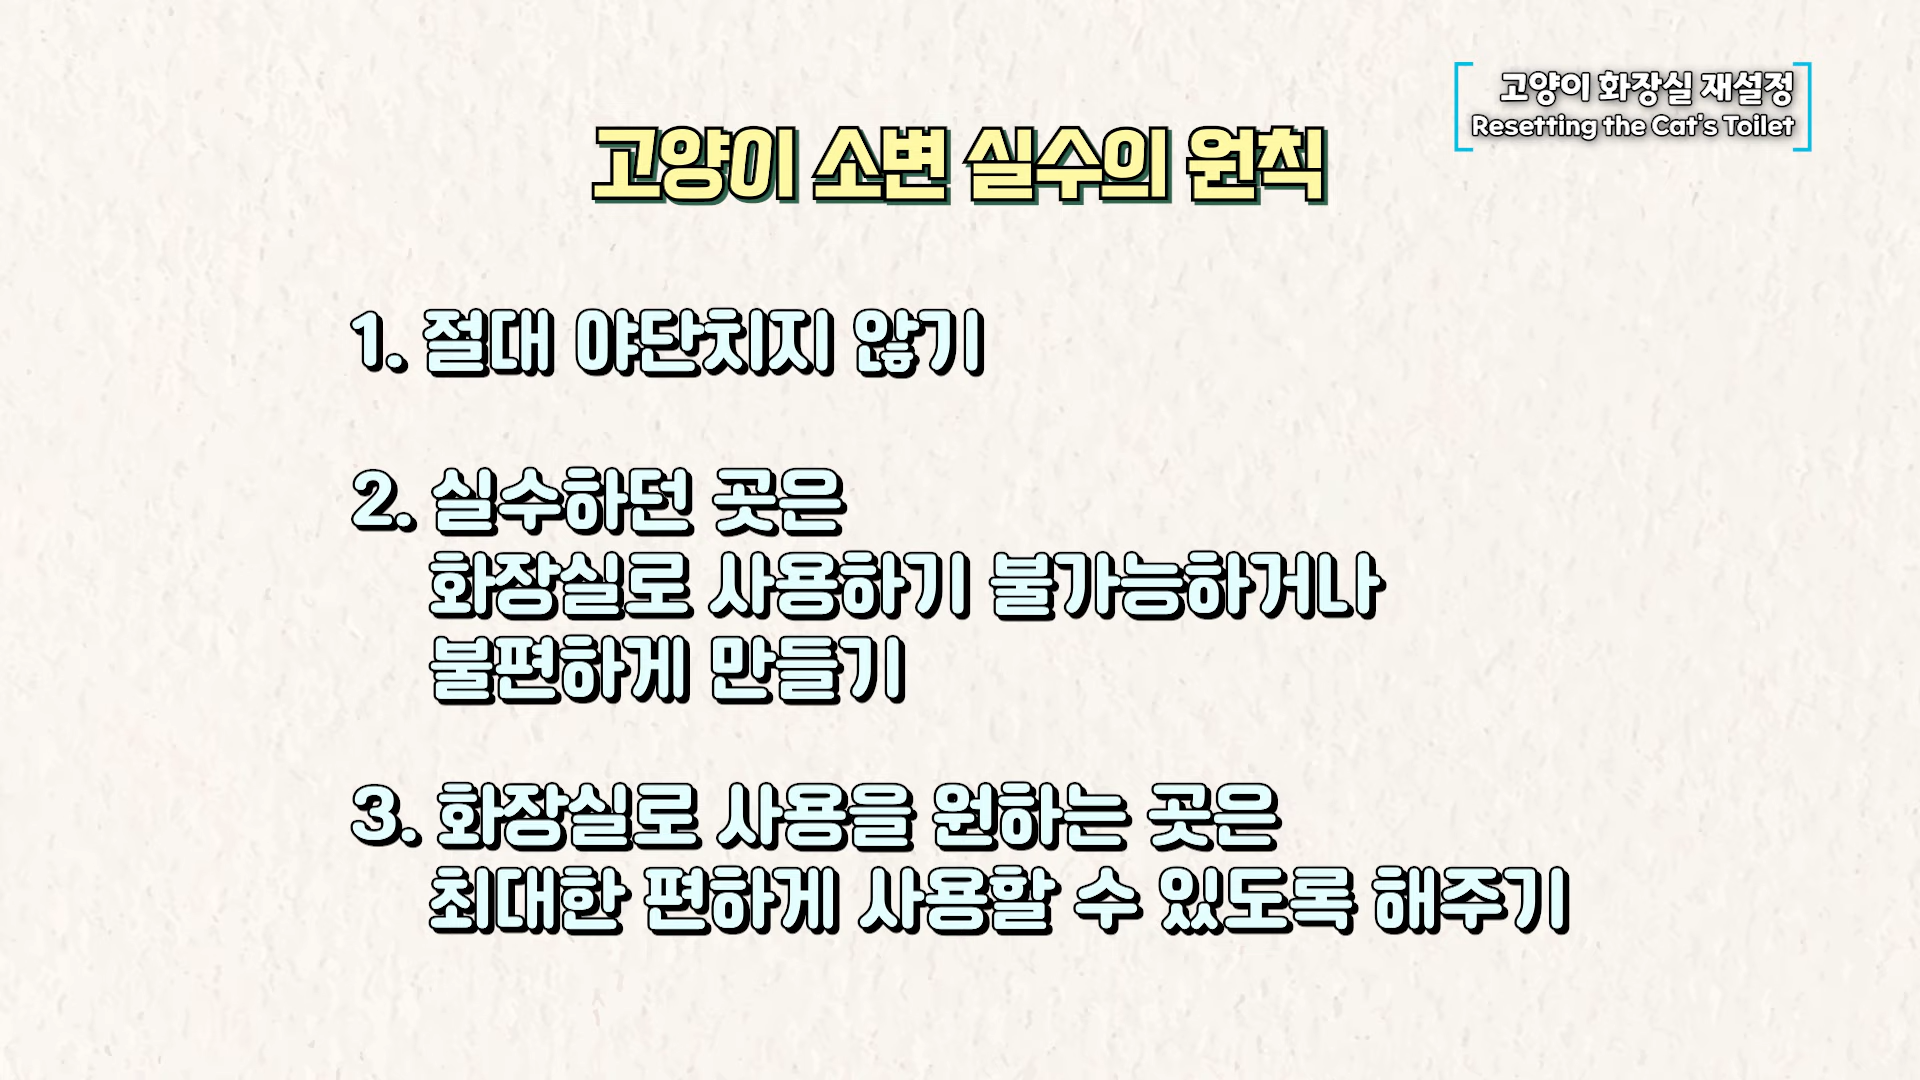 고양이 화장실 재설정
Resetting the Cat's Toilet
고양이 소변 실수의 원칙
1. 절대 야단치지 않기
2. 실수하던 곳은
화장실로 사용하기 불가능하거나
불편하게 만들기
3. 화장실로 사용을 원하는 곳은
최대한 편하게 사용할 수 있도록 해주기